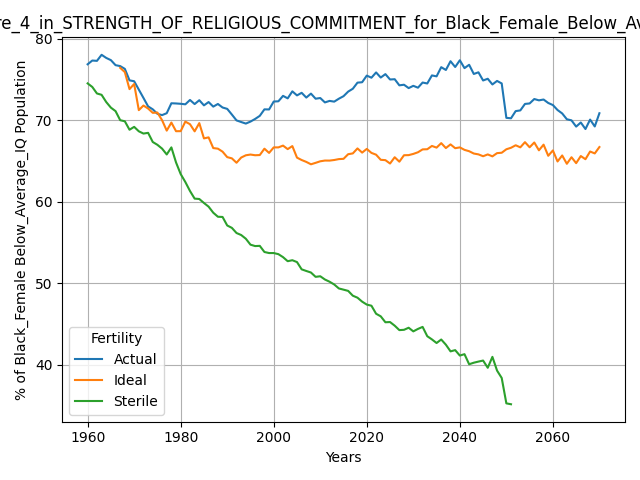 re_4_in_STRENGTH_OF_RELIGIOUS_COMMITMENT_for_Black_Female_Below_Av
% of Black_Female Below_Average_IQ Population
80
70
60
50
40
Fertility
Actual
Ideal
Sterile
1960 1980 2000 2020 2040 2060
Years